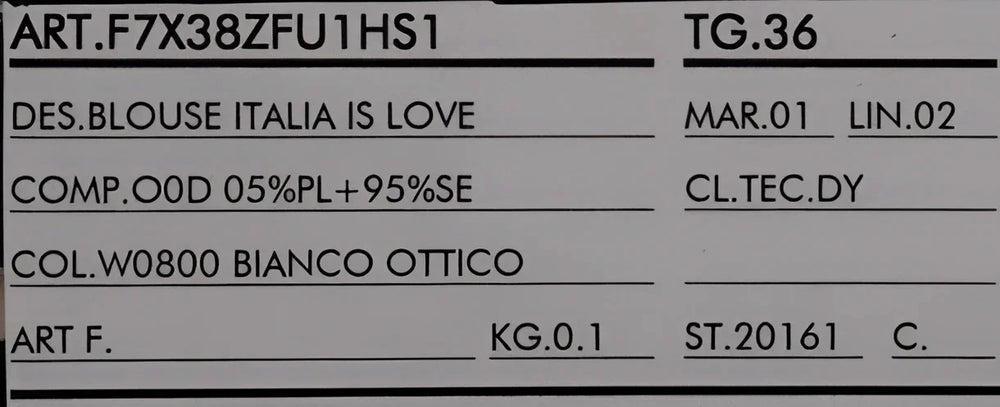 ART.F7X38ZFU1HS1 TG.36
DES.BLOUSE ITALIA IS LOVE MAR.01 LIN.02
COMP.O0D 05%PL+95%SE CL.TEC.DY
COL.W0800 BIANCO OTTICO
ART F. KG.0.1 ST.20161 C.